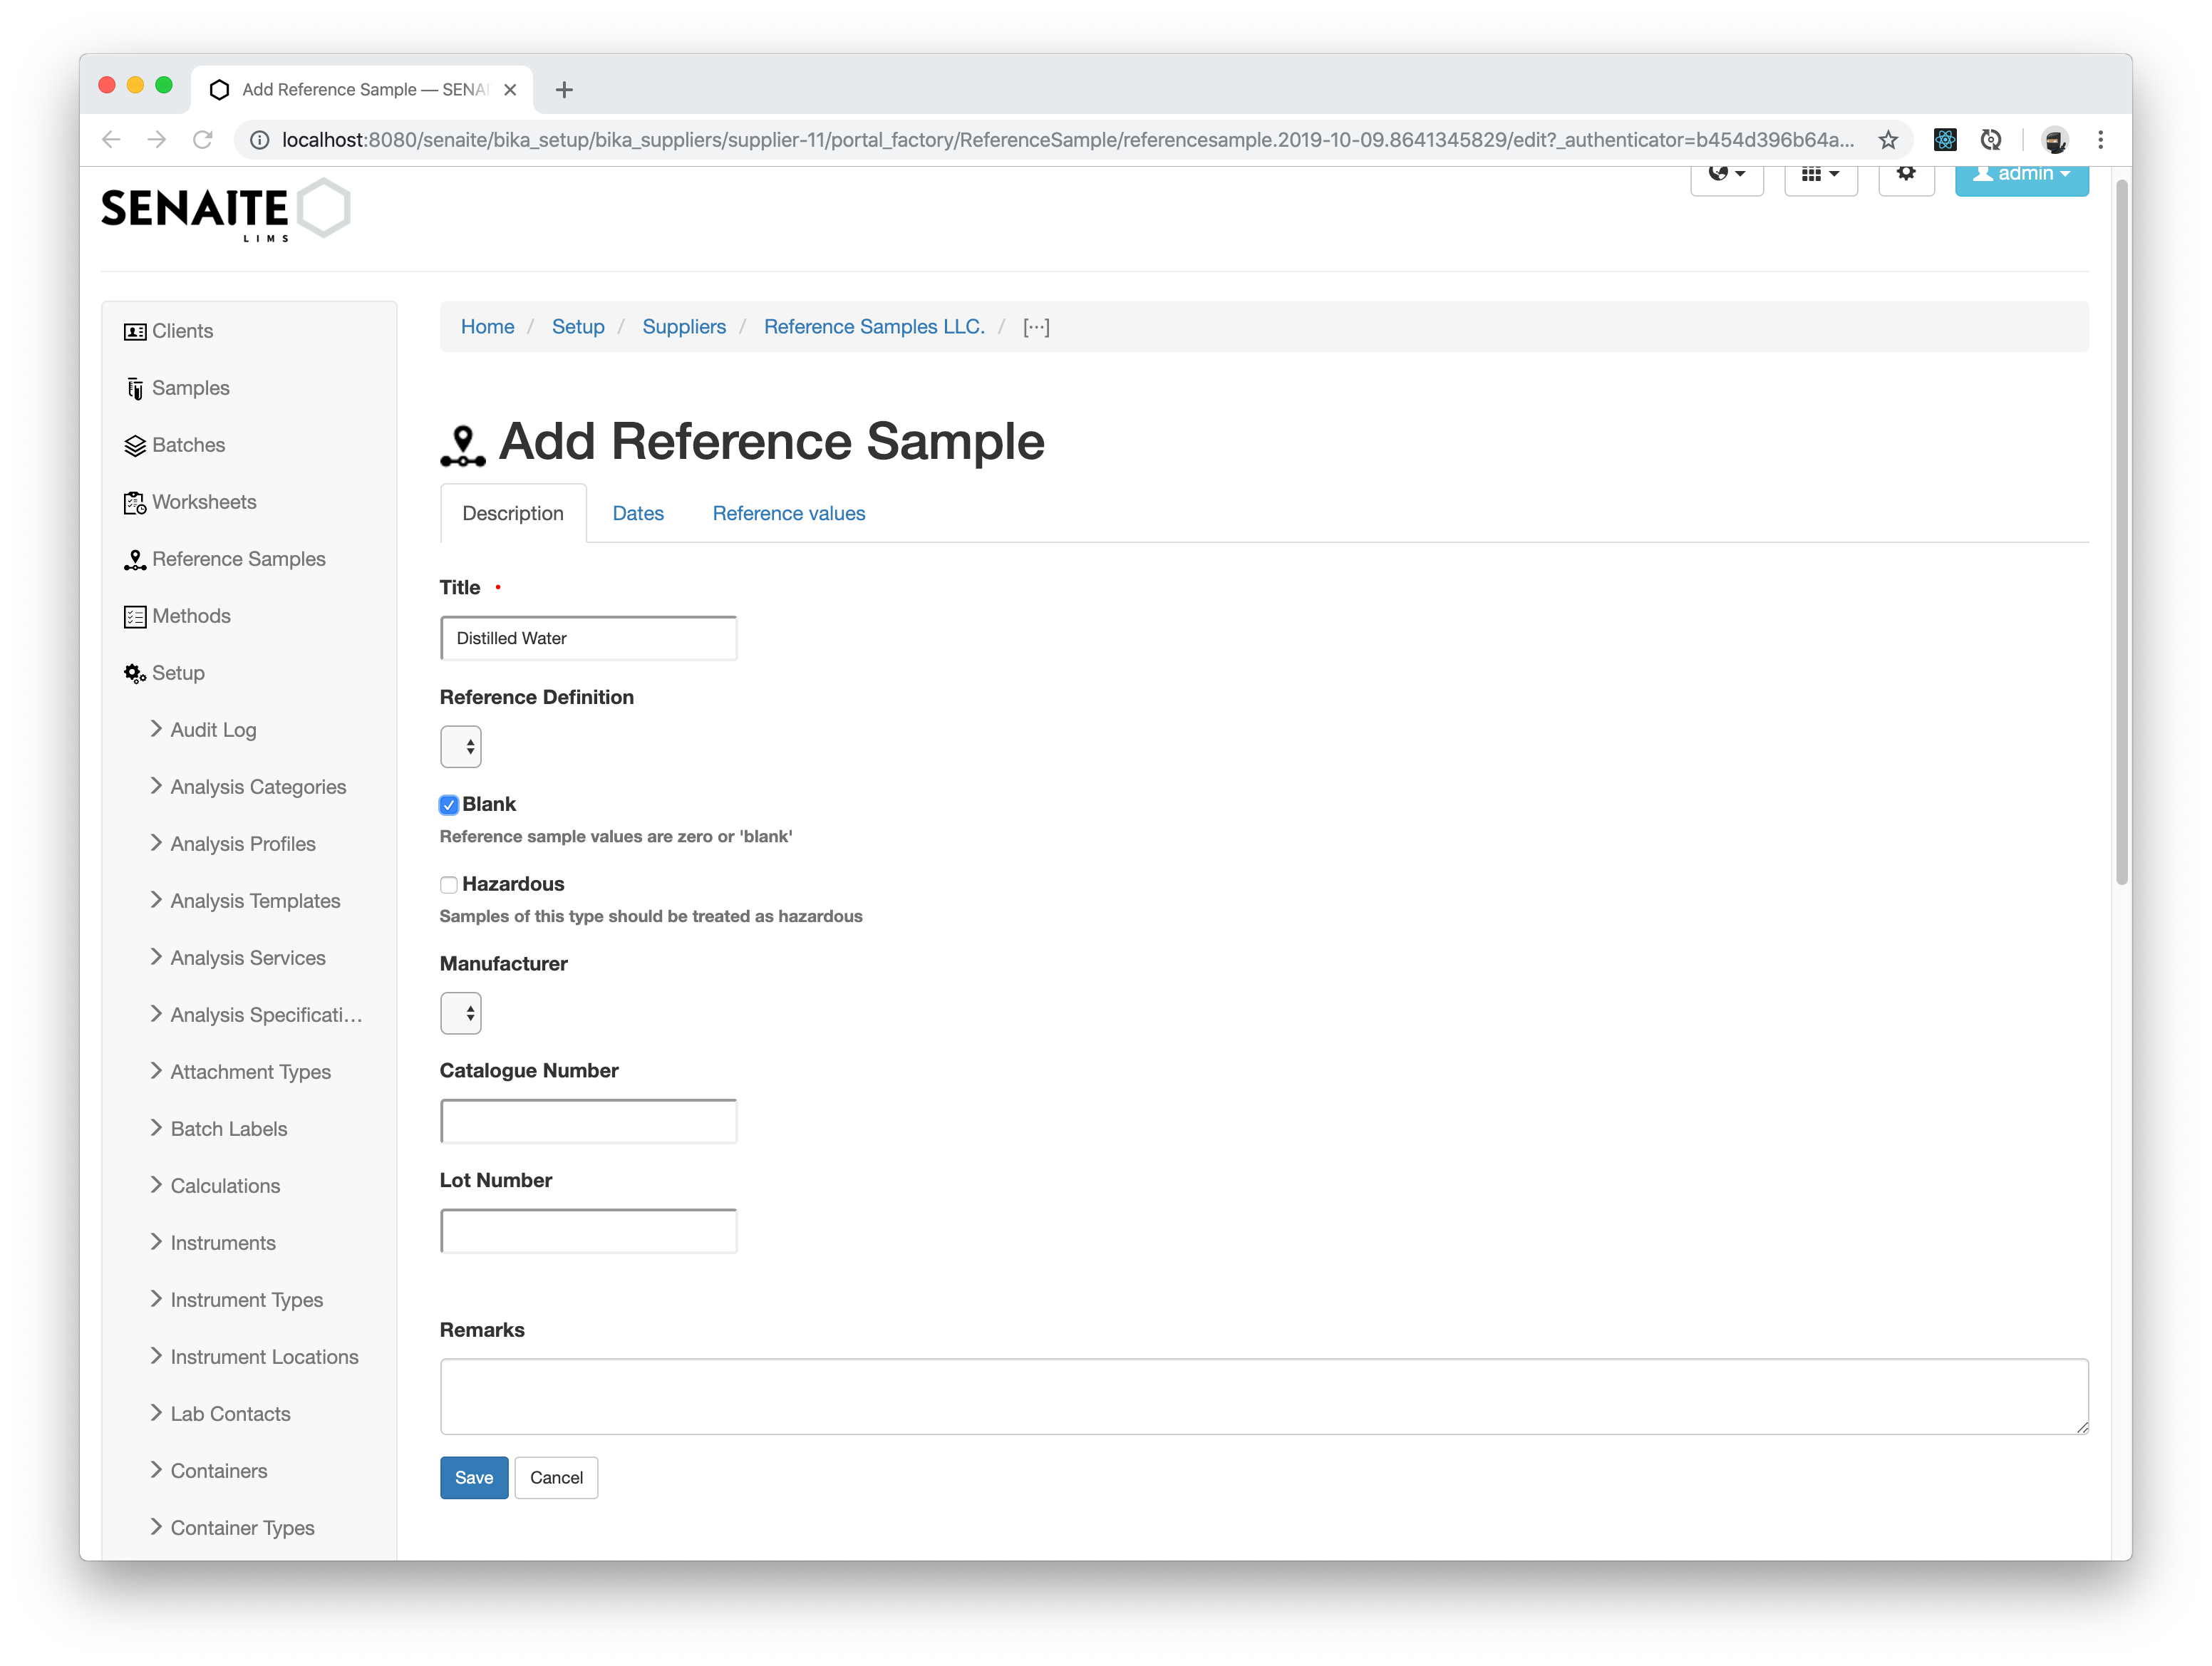 Add Reference Sample — SENA
localhost:8080/senaite/bika_setup/bika_suppliers/supplier-11/portal_factory/ReferenceSample/referencesample.2019-10-09.8641345829/edit?_authenticator=b454d396b64a...
SENAITE
LIMS
admin
Clients
Samples
Batches
Worksheets
Reference Samples
Methods
Setup
Audit Log
Analysis Categories
Analysis Profiles
Analysis Templates
Analysis Services
Analysis Specificati...
Attachment Types
Batch Labels
Calculations
Instruments
Instrument Types
Instrument Locations
Lab Contacts
Containers
Container Types
Home / Setup / Suppliers / Reference Samples LLC. / [...]
Add Reference Sample
Description Dates Reference values
Title
Distilled Water
Reference Definition
Blank
Reference sample values are zero or 'blank'
Hazardous
Samples of this type should be treated as hazardous
Manufacturer
Catalogue Number
Lot Number
Remarks
Save Cancel